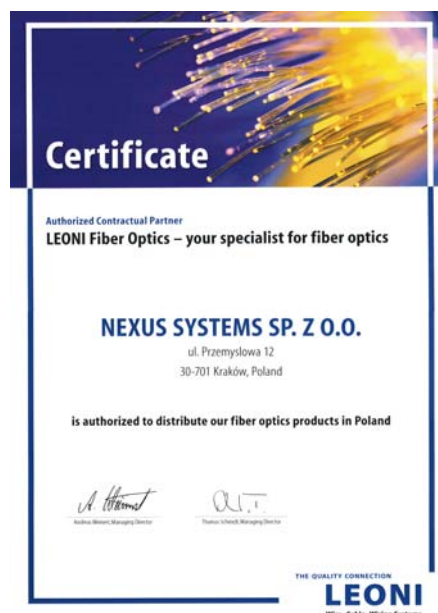 Certificate
Authorized Contractual Partner
LEONI Fiber Optics – your specialist for fiber optics
NEXUS SYSTEMS SP. Z O.O.
ul. Przemyslowa 12
30-701 Kraków, Poland
is authorized to distribute our fiber optics products in Poland
Andreas Weinert, Managing Director
Thomas Schmidt, Managing Director
THE QUALITY CONNECTION
LEONI